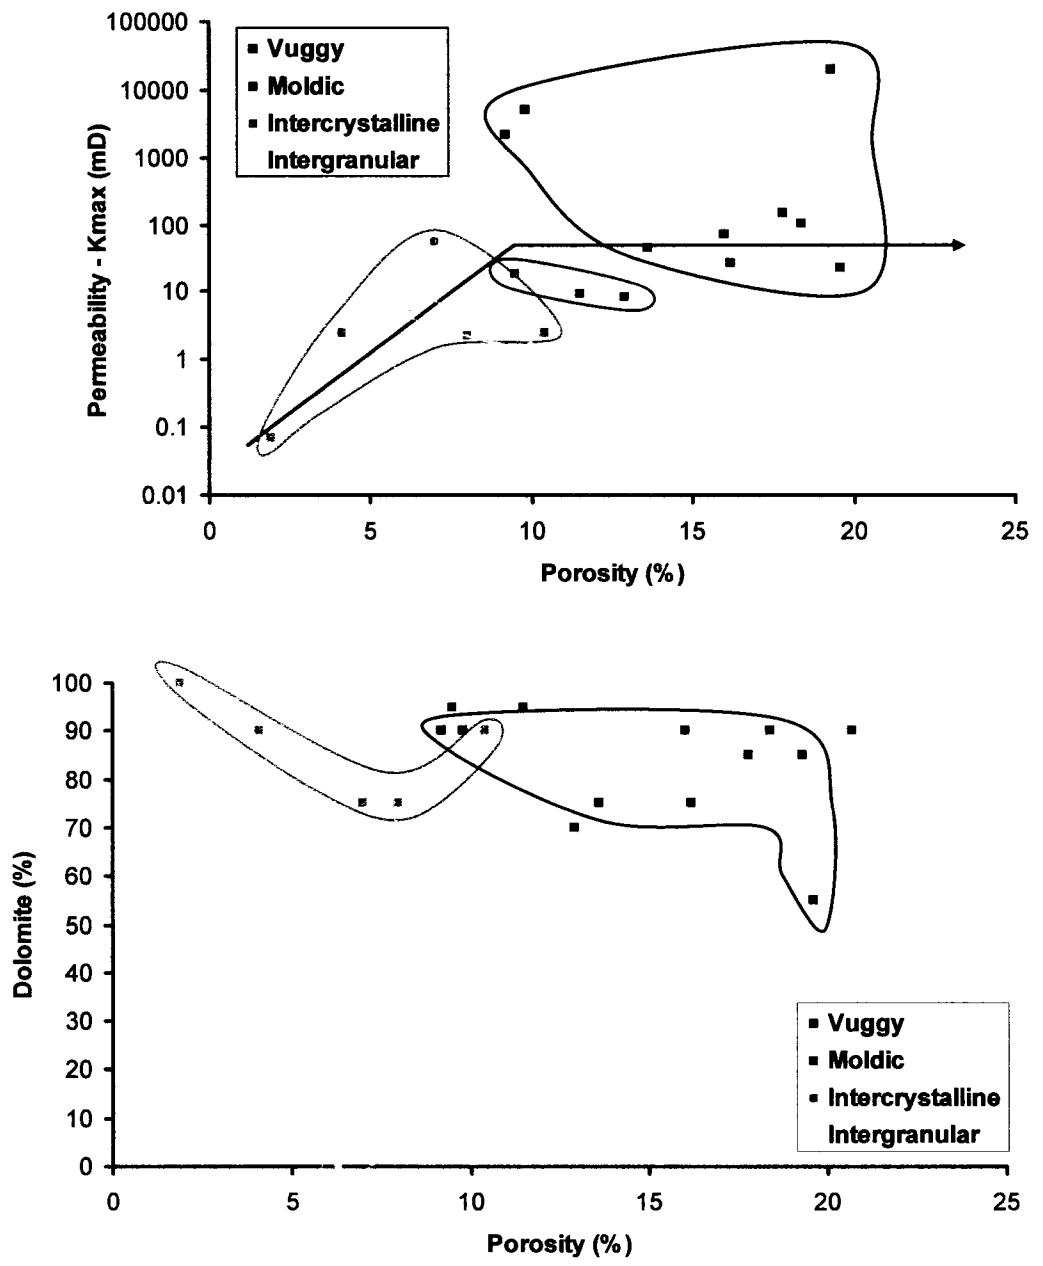 100000
10000
1000
100
10
1
0.1
0.01
Permeability - Kmax (mD)
Vuggy
Moldic
Intercrystalline
Intergranular
0 5 10 15 20 25
Porosity (%)
100
90
80
70
60
50
40
30
20
10
0
Dolomite (%)
Vuggy
Moldic
Intercrystalline
Intergranular
0 5 10 15 20 25
Porosity (%)